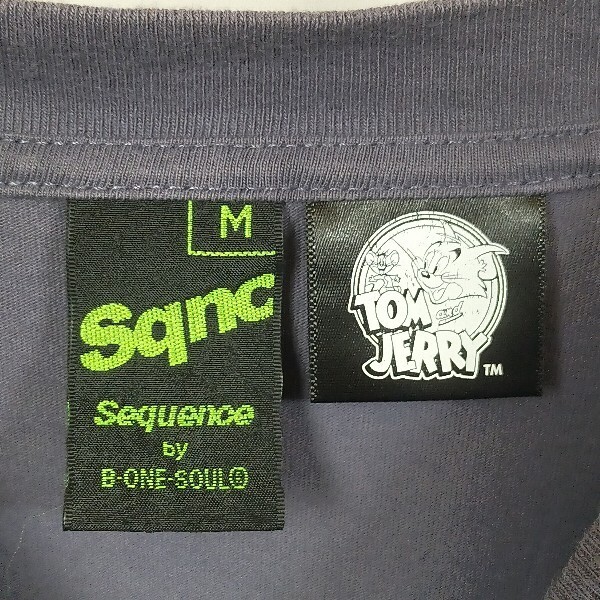 M
Sqnc
Sequence
by
B-ONE-SOUL®
TOM
and
JERRY™